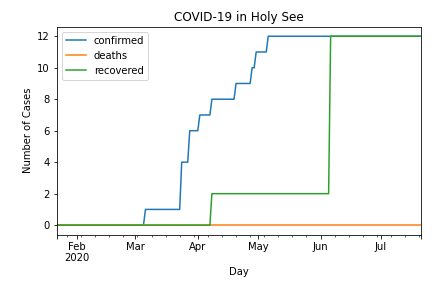 COVID-19 in Holy See
confirmed
deaths
recovered
12
10
8
6
4
2
0
Number of Cases
Feb Mar Apr May Jun Jul
2020
Day